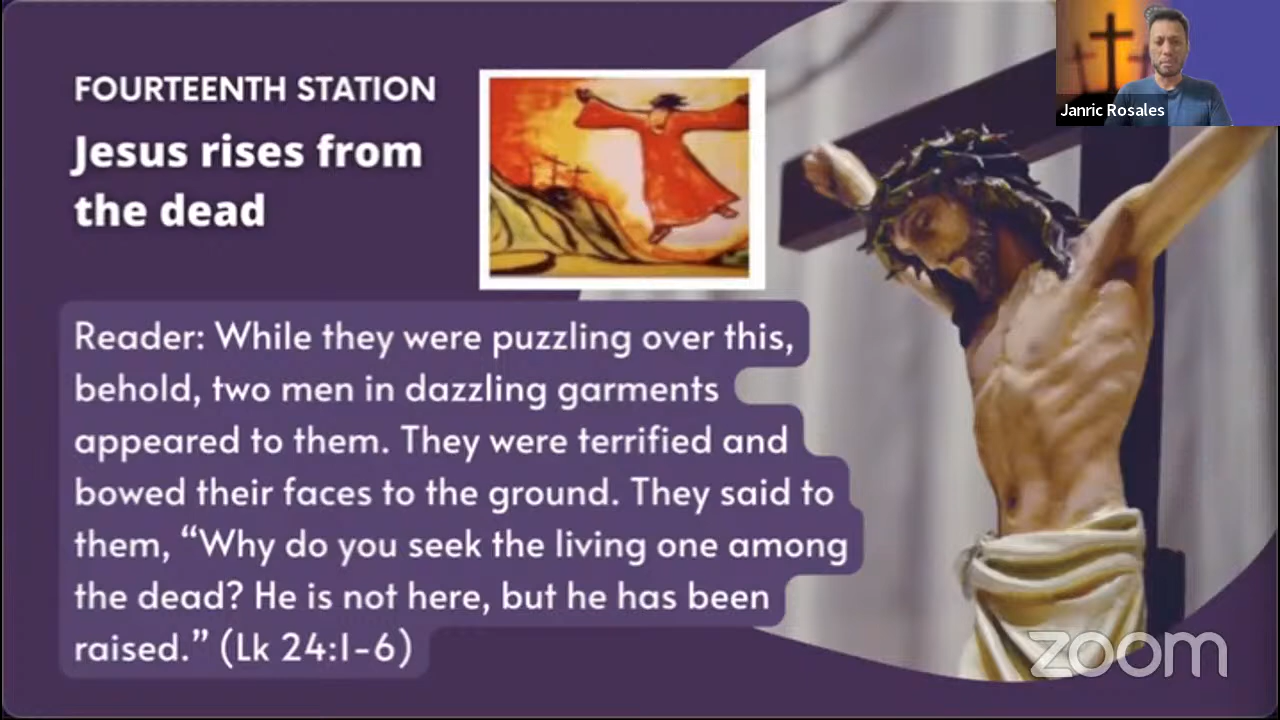 FOURTEENTH STATION
Jesus rises from
the dead
Reader: While they were puzzling over this,
behold, two men in dazzling garments
appeared to them. They were terrified and
bowed their faces to the ground. They said to
them, “Why do you seek the living one among
the dead? He is not here, but he has been
raised.” (Lk 24:1-6)
Janric Rosales
zoom